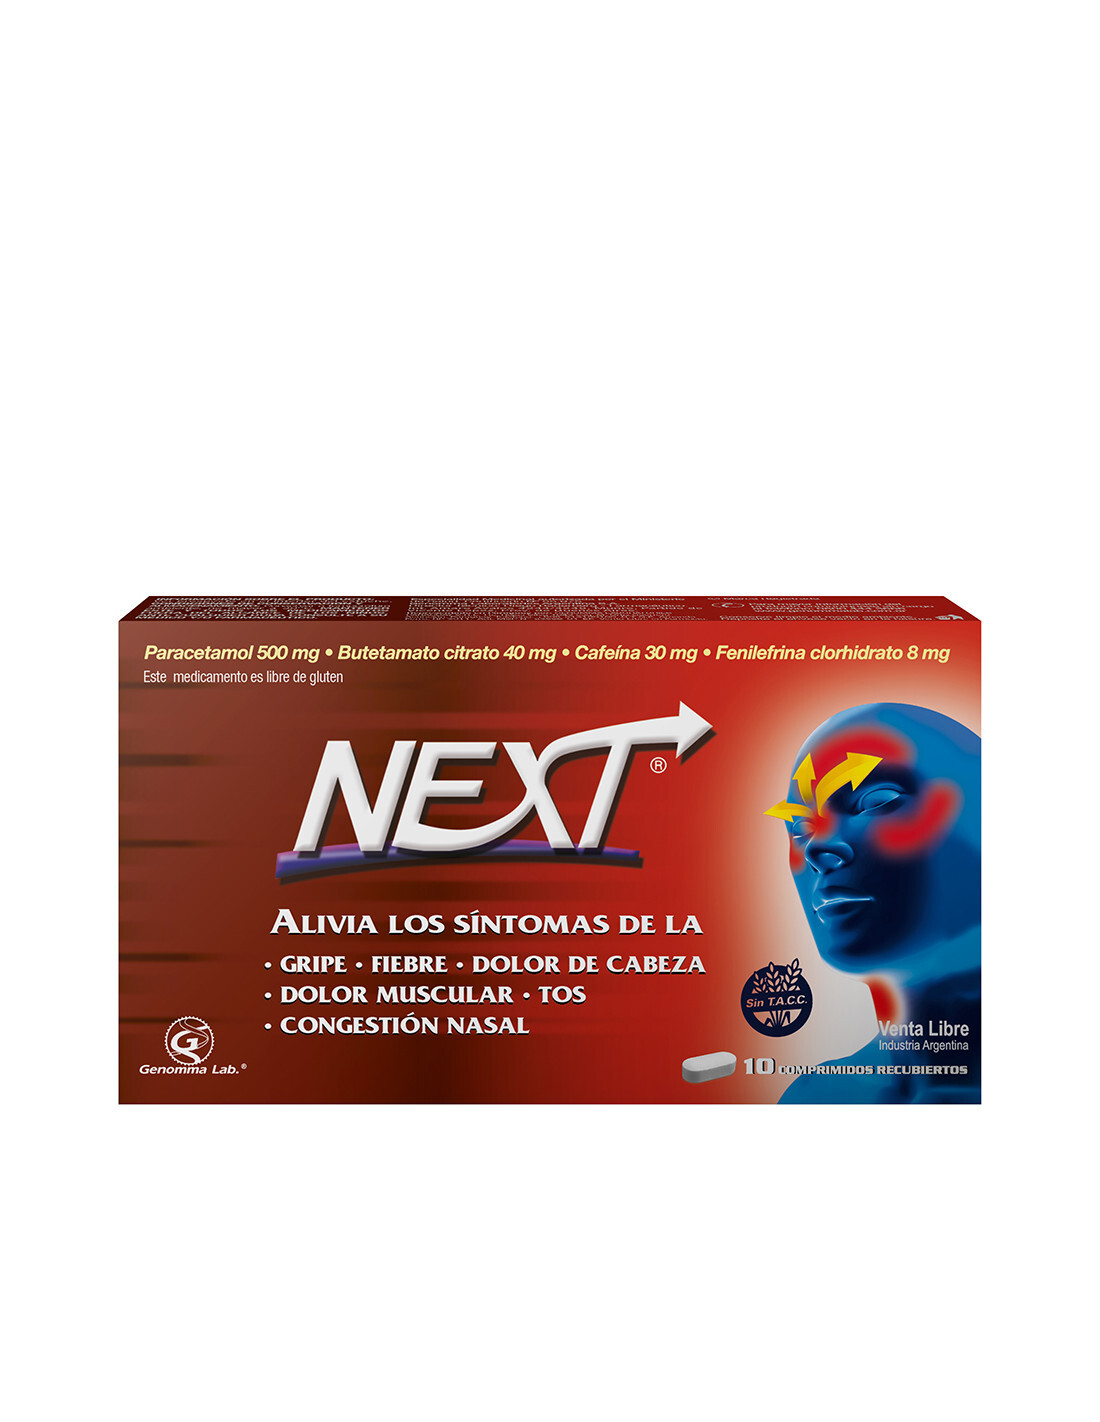 Paracetamol 500 mg • Butetamato citrato 40 mg • Cafeína 30 mg • Fenilefrina clorhidrato 8 mg
Este medicamento es libre de gluten
NEXT®
ALIVIA LOS SÍNTOMAS DE LA
• GRIPE • FIEBRE • DOLOR DE CABEZA
• DOLOR MUSCULAR • TOS
• CONGESTIÓN NASAL
Sin T.A.C.C.
Venta Libre
Industria Argentina
Genomma Lab.®
10 COMPRIMIDOS RECUBIERTOS